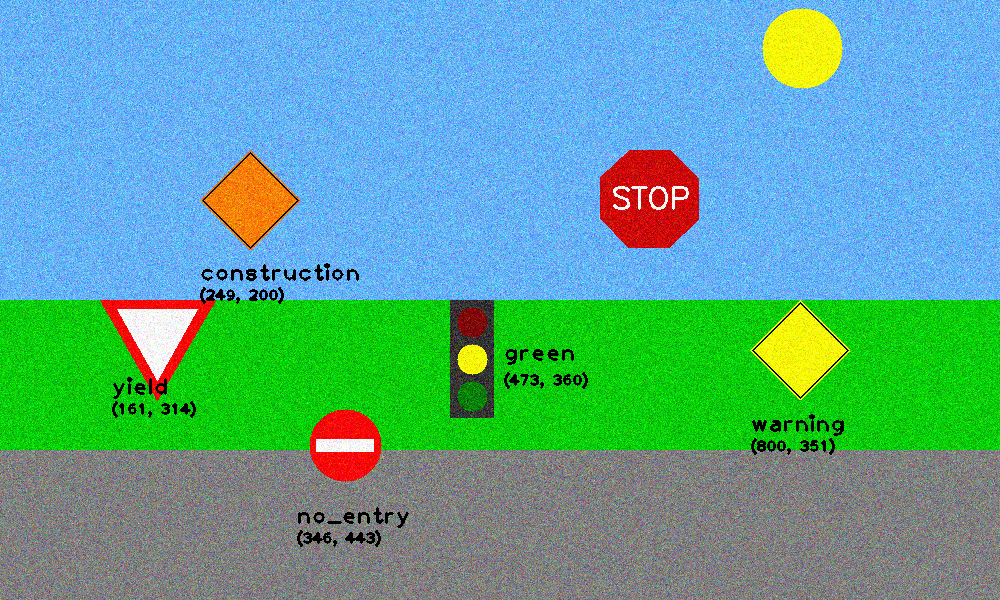 STOP
construction
(249, 200)
green
(473, 360)
yield
(161, 314)
warning
(800, 351)
no_entry
(346, 443)